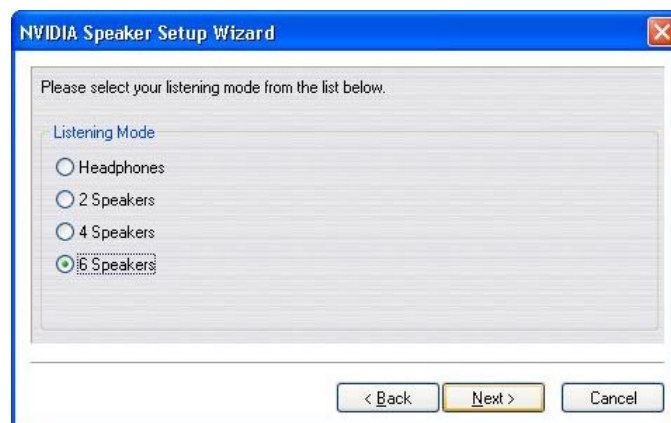 NVIDIA Speaker Setup Wizard
Please select your listening mode from the list below.
Listening Mode
Headphones
2 Speakers
4 Speakers
6 Speakers
< Back Next > Cancel